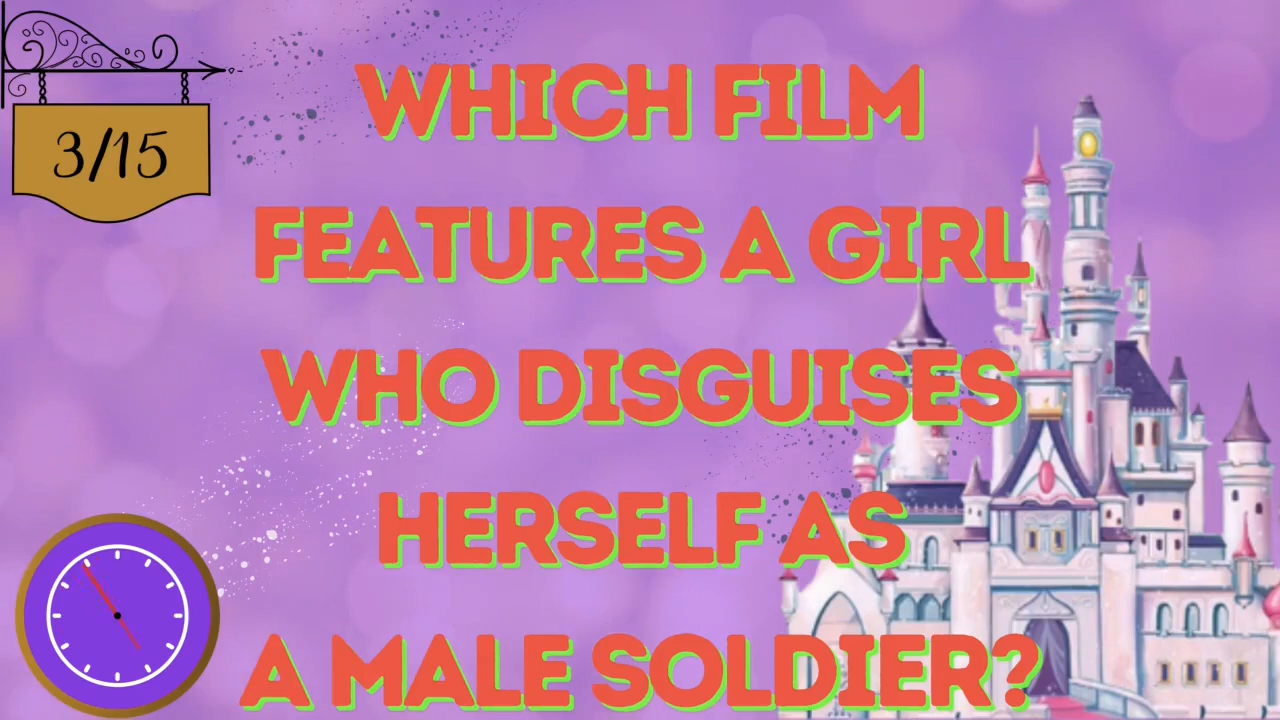 3/15
WHICH FILM
FEATURES A GIRL
WHO DISGUISES
HERSELF AS
A MALE SOLDIER?